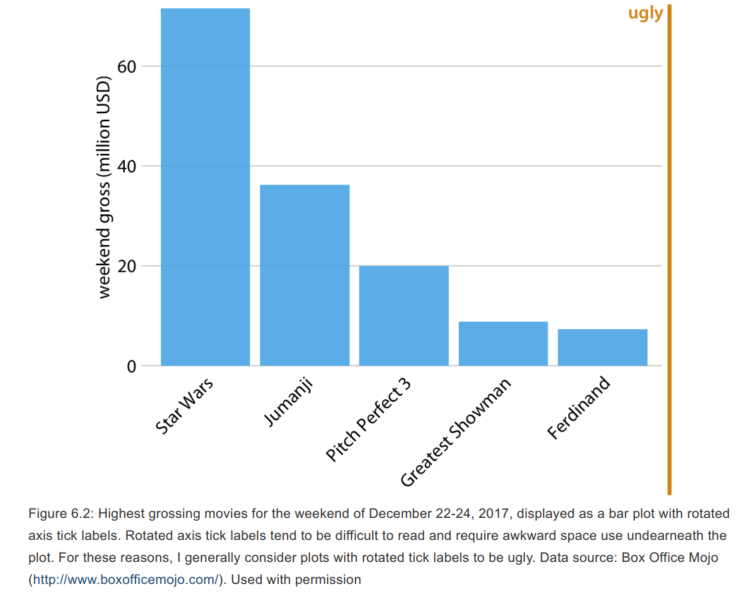 ugly
weekend gross (million USD)
60
40
20
0
Star Wars
Jumanji
Pitch Perfect 3
Greatest Showman
Ferdinand
Figure 6.2: Highest grossing movies for the weekend of December 22-24, 2017, displayed as a bar plot with rotated
axis tick labels. Rotated axis tick labels tend to be difficult to read and require awkward space use undearneath the
plot. For these reasons, I generally consider plots with rotated tick labels to be ugly. Data source: Box Office Mojo
(http://www.boxofficemojo.com/). Used with permission